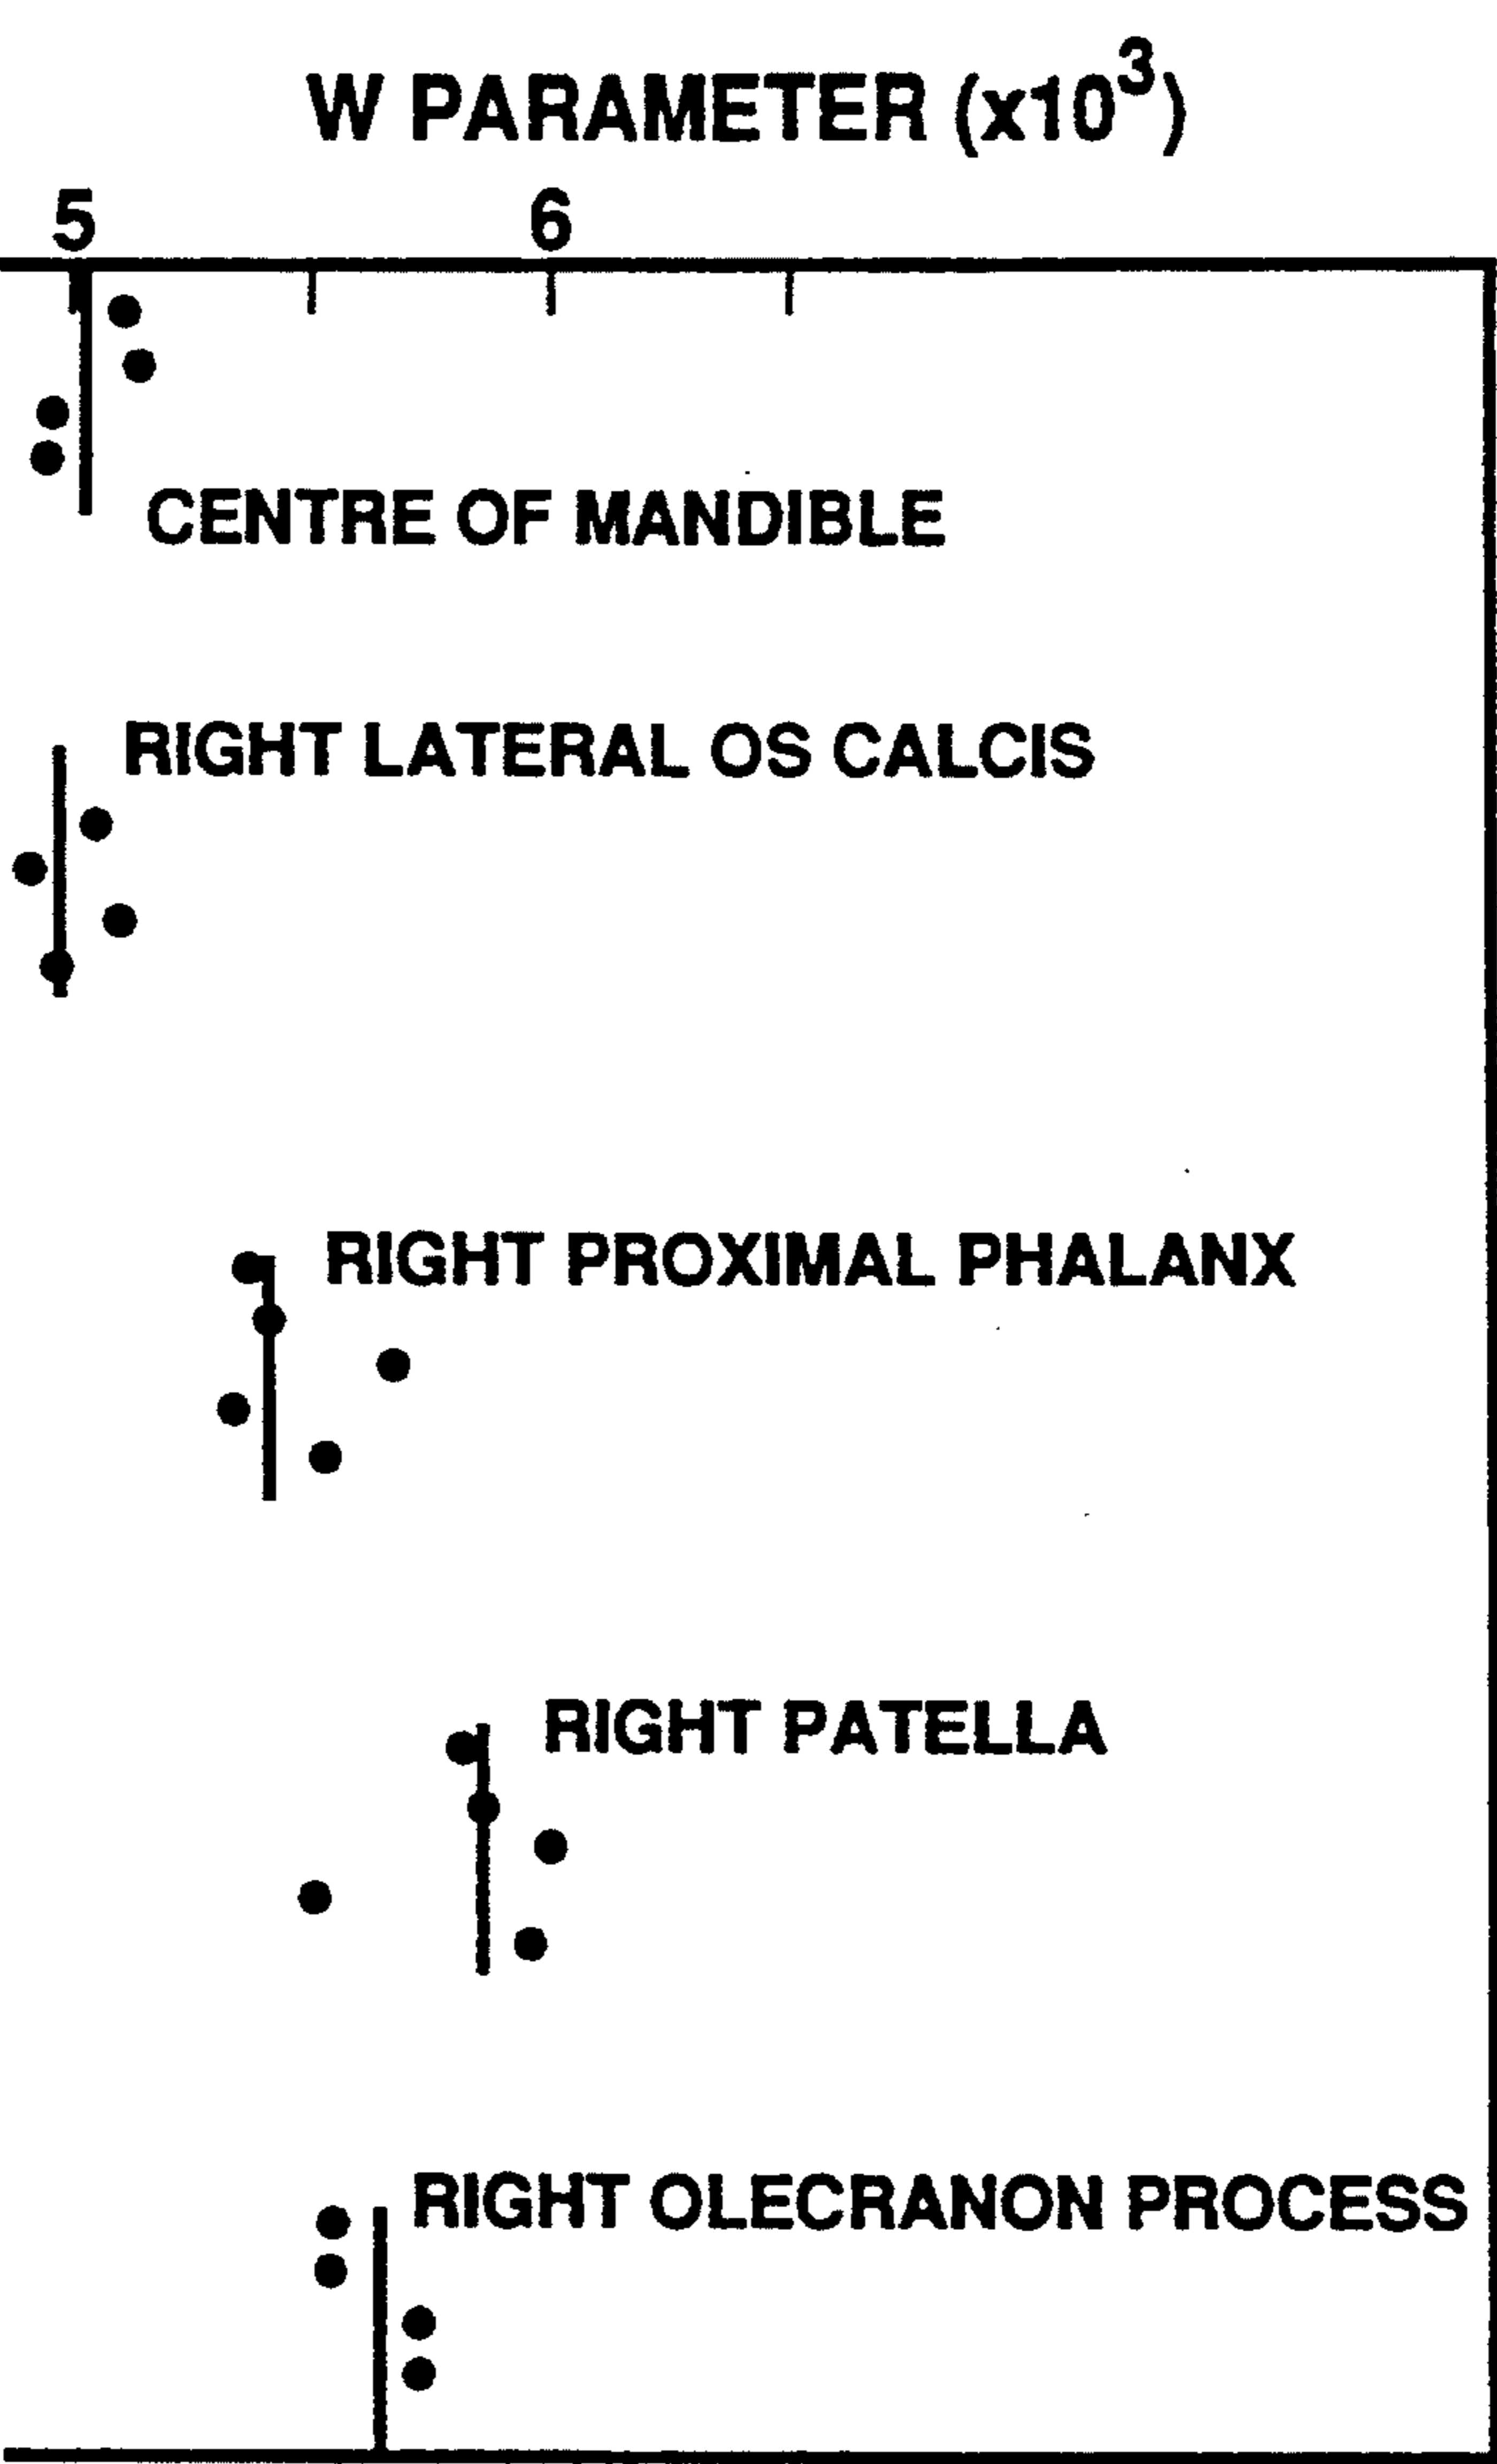 W PARAMETER (x10³)
5 6
CENTRE OF MANDIBLE
RIGHT LATERAL OS CALCIS
RIGHT PROXIMAL PHALANX
RIGHT PATELLA
RIGHT OLECRANON PROCESS